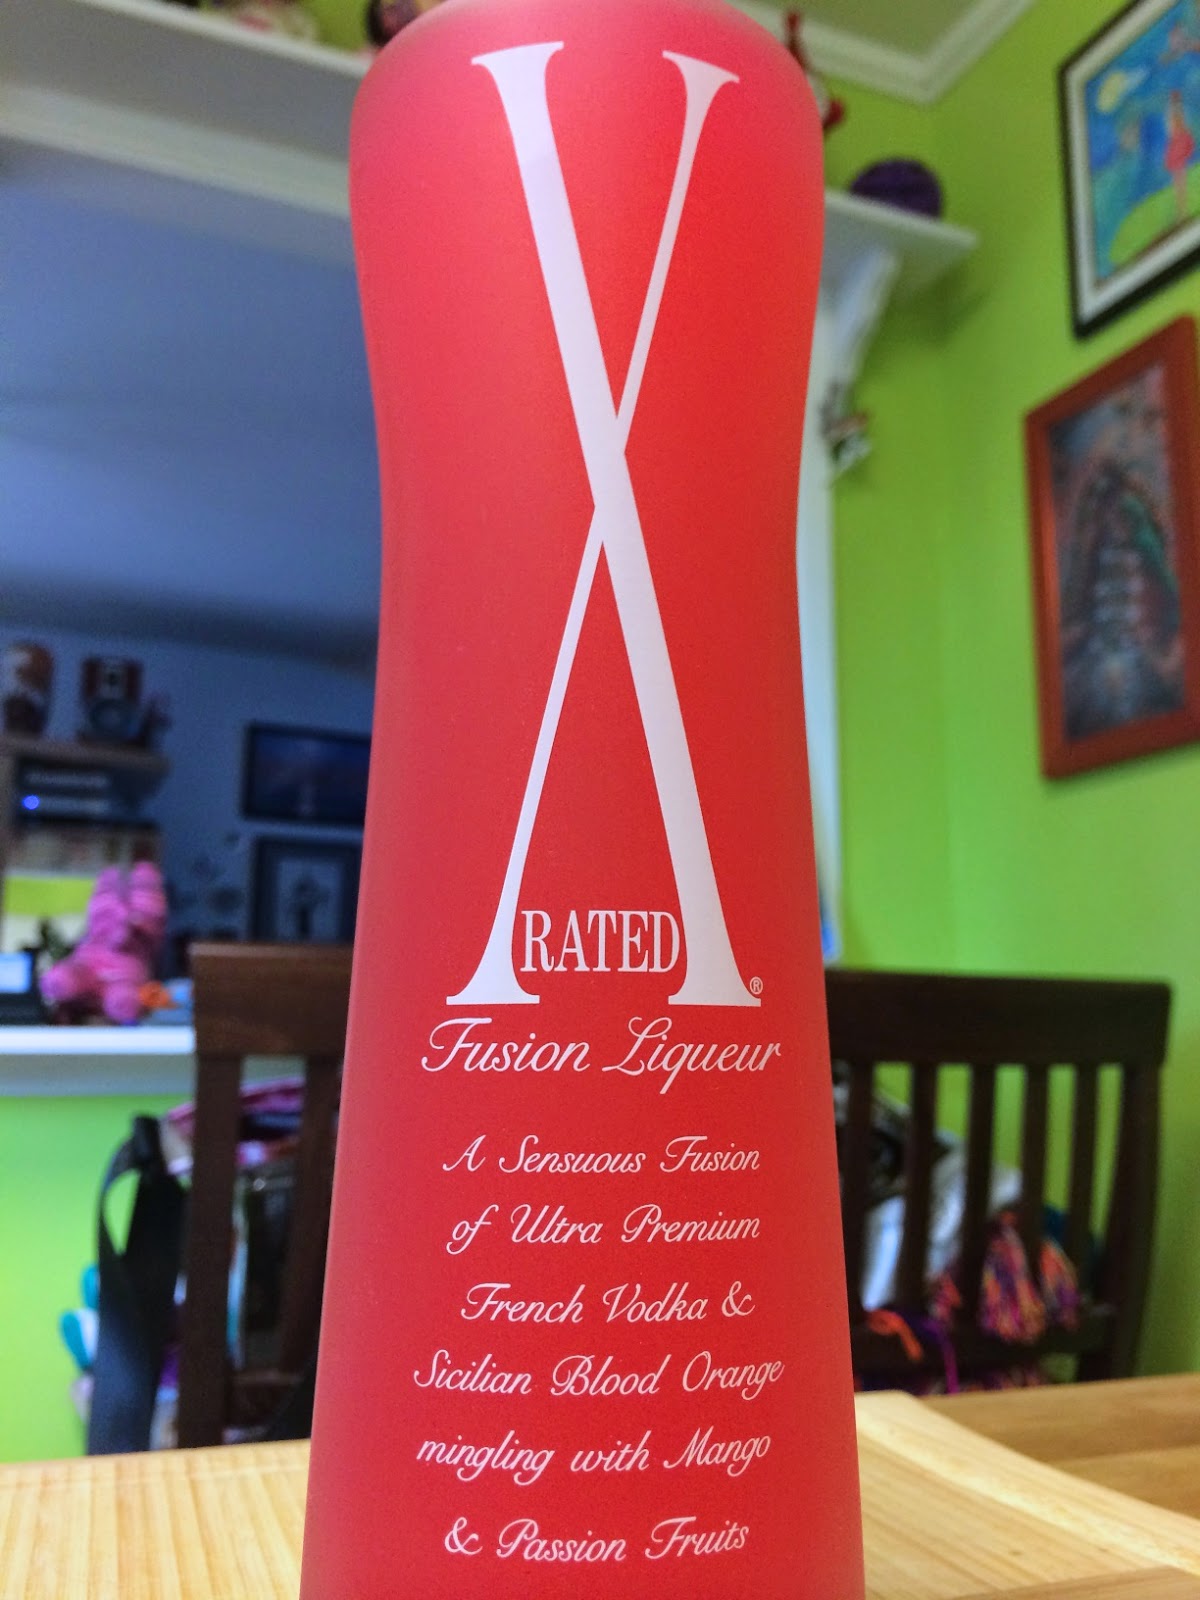 X
RATED®
Fusion Liqueur
A Sensuous Fusion
of Ultra Premium
French Vodka &
Sicilian Blood Orange
mingling with Mango
& Passion Fruits